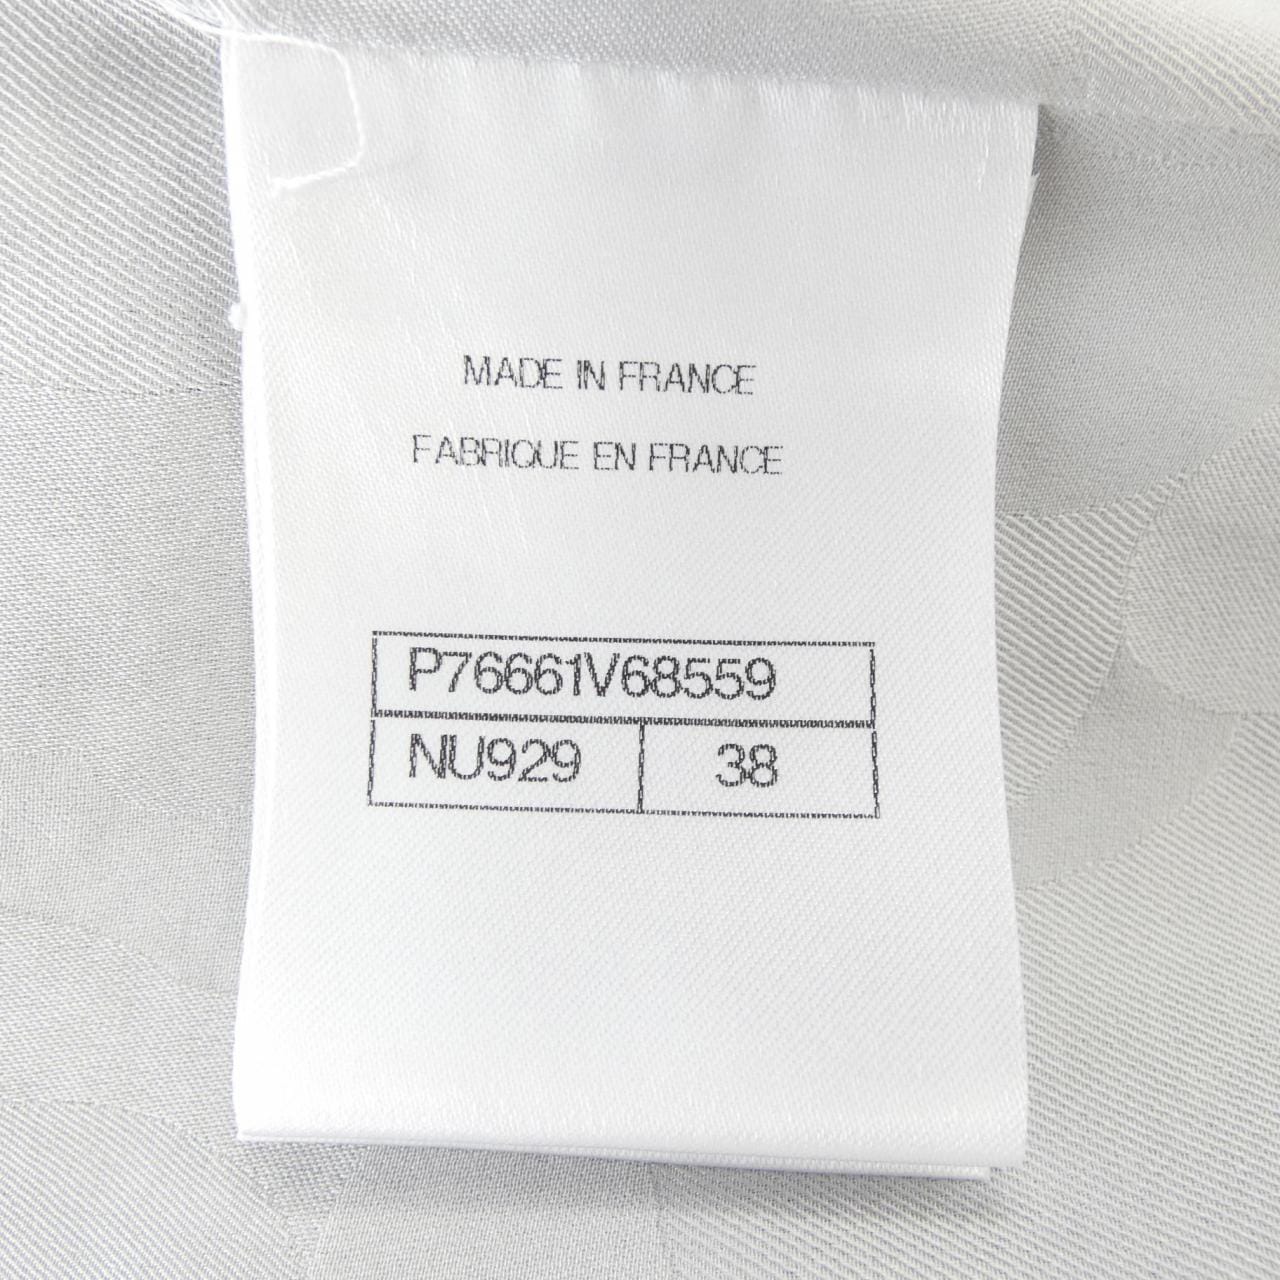 MADE IN FRANCE
FABRIQUE EN FRANCE
P76661V68559
NU929 38